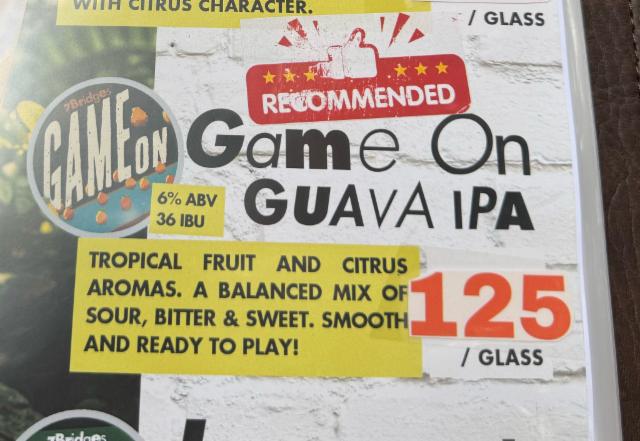 WITH CITRUS CHARACTER.
/ GLASS
RECOMMENDED
7Bridges
GAME ON
Game On
GUAVA IPA
6% ABV
36 IBU
TROPICAL FRUIT AND CITRUS
AROMAS. A BALANCED MIX OF
SOUR, BITTER & SWEET. SMOOTH
AND READY TO PLAY!
125
/ GLASS
7Bridges